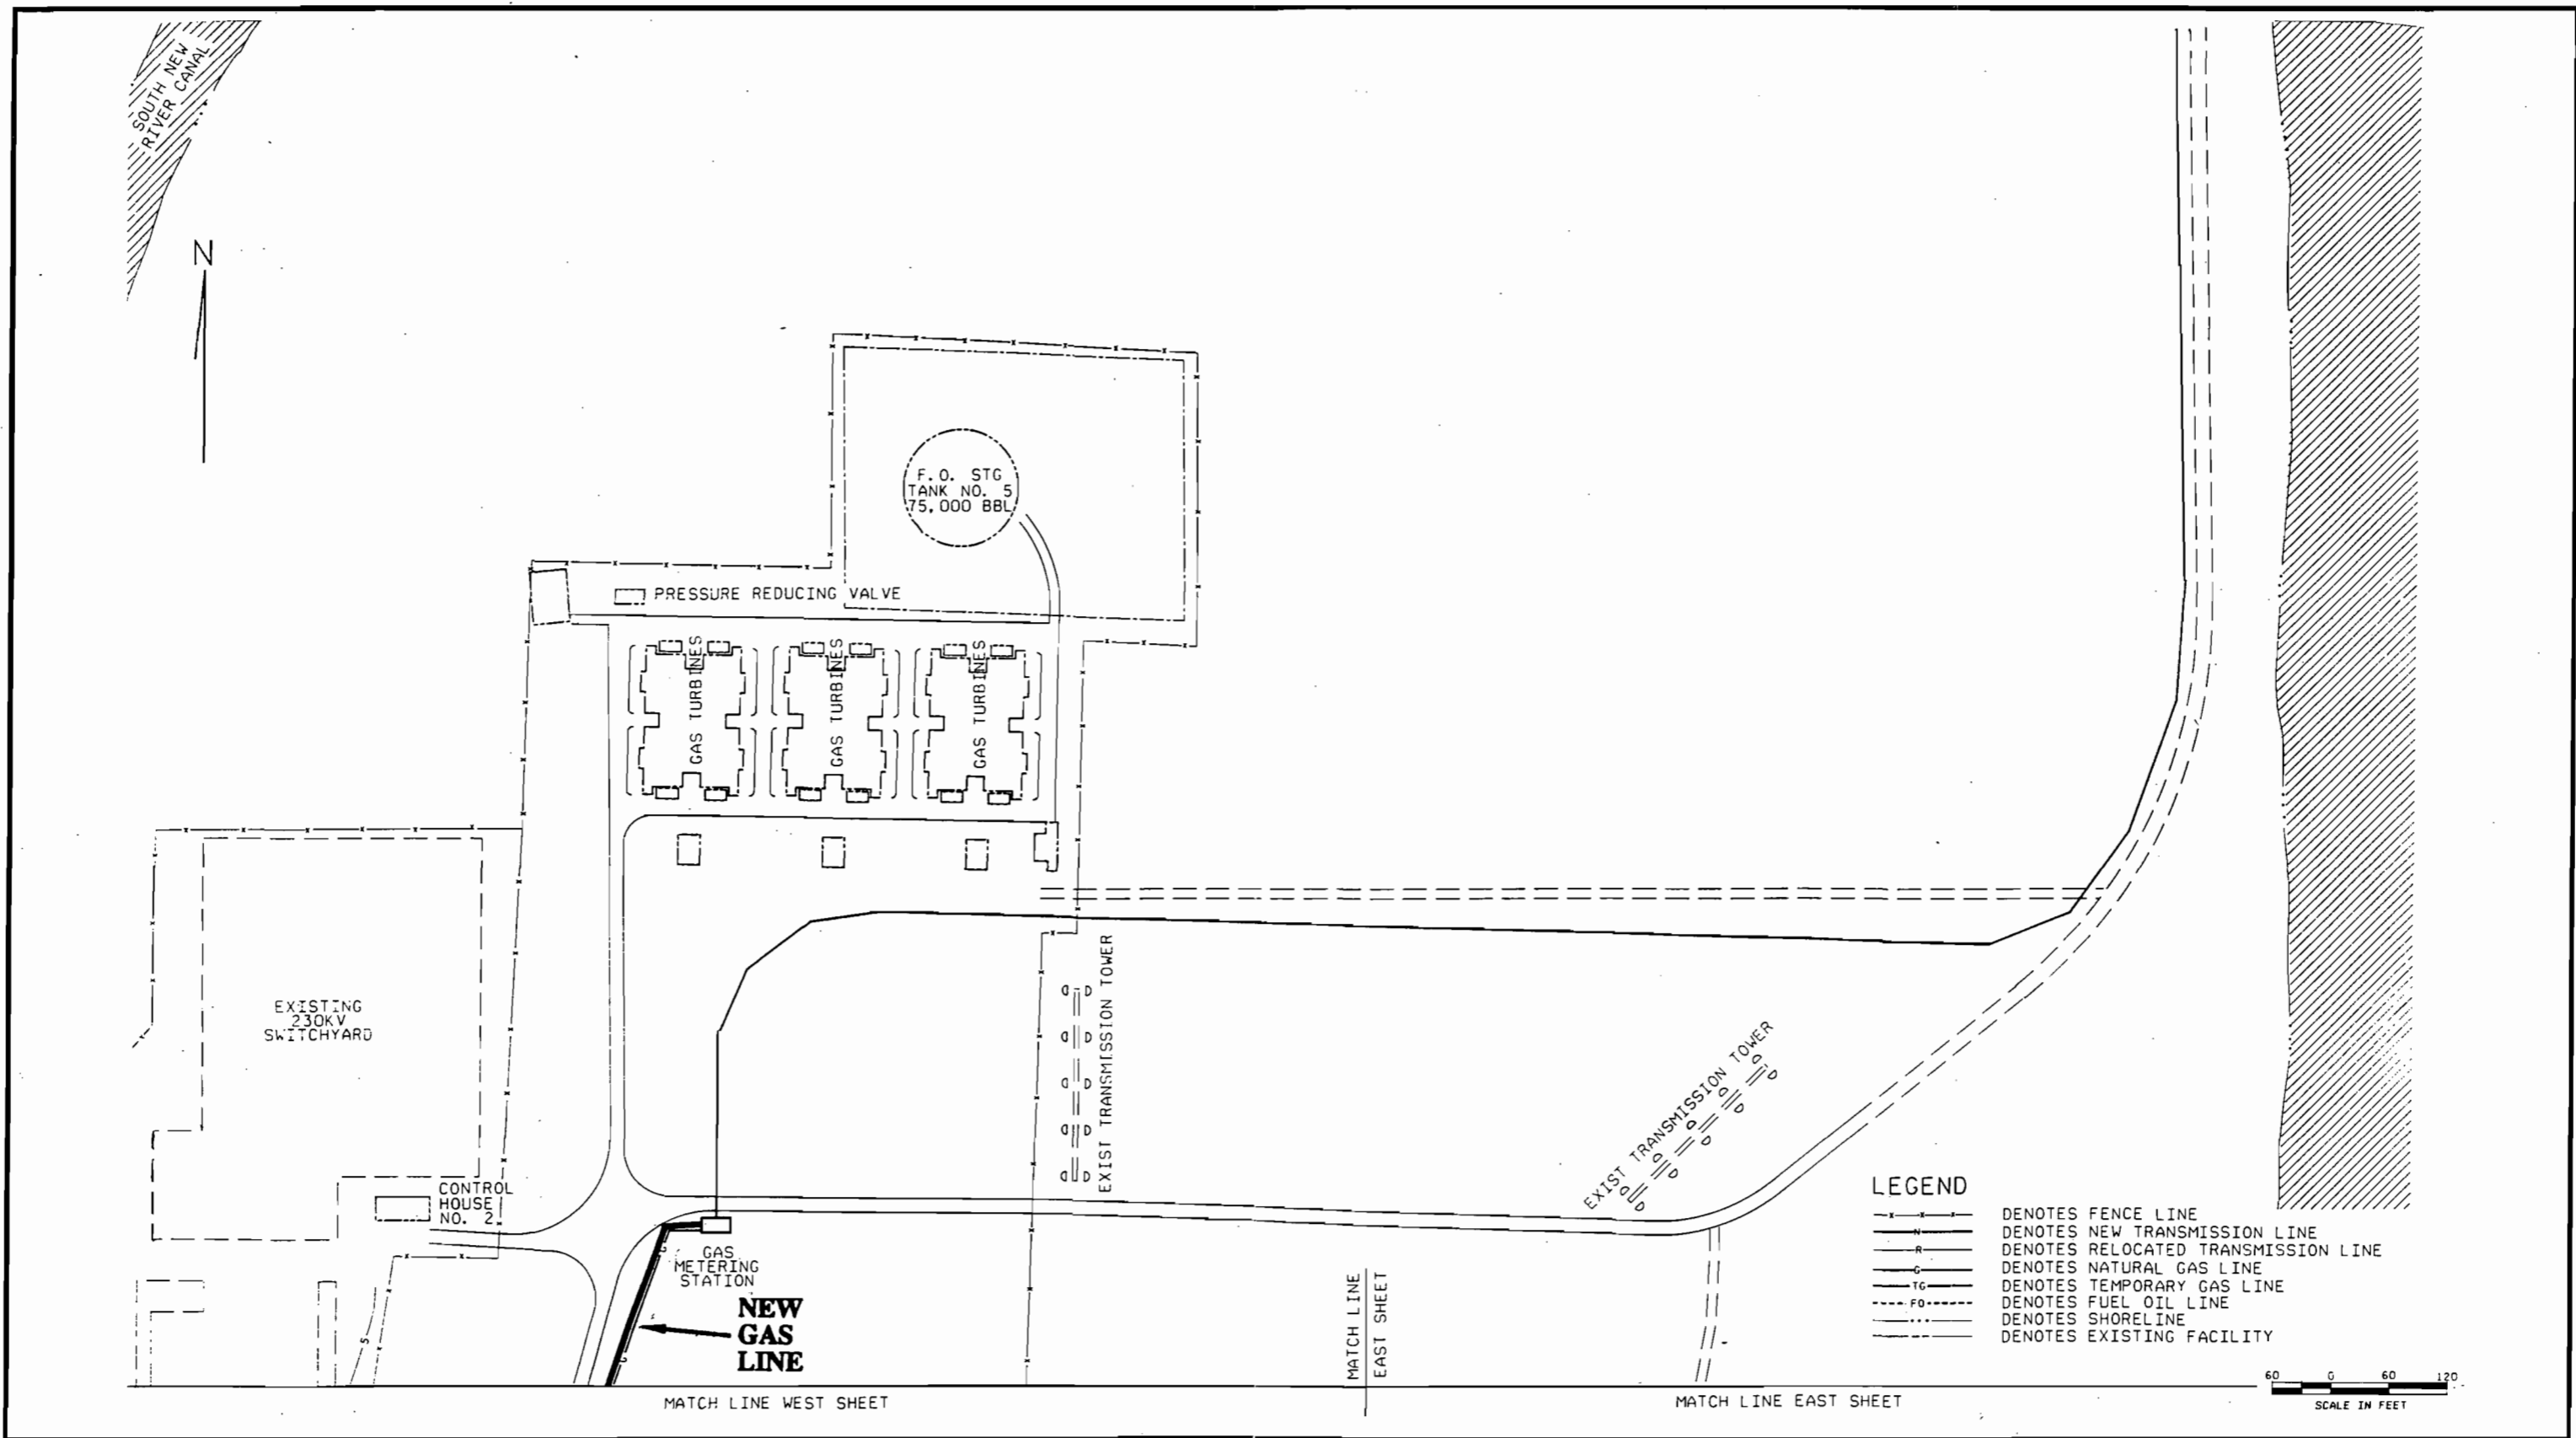 SOUTH NEW
RIVER CANAL
N
F.O. STG
TANK NO. 5
75,000 BBL
PRESSURE REDUCING VALVE
GAS TURBINES
GAS TURBINES
GAS TURBINES
EXISTING
230KV
SWITCHYARD
EXIST TRANSMISSION TOWER
EXIST TRANSMISSION TOWER
CONTROL
HOUSE
NO. 2
GAS
METERING
STATION
NEW
GAS
LINE
MATCH LINE
EAST SHEET
MATCH LINE WEST SHEET
MATCH LINE EAST SHEET
LEGEND
x x x DENOTES FENCE LINE
N DENOTES NEW TRANSMISSION LINE
R DENOTES RELOCATED TRANSMISSION LINE
G DENOTES NATURAL GAS LINE
TG DENOTES TEMPORARY GAS LINE
FO DENOTES FUEL OIL LINE
DENOTES SHORELINE
DENOTES EXISTING FACILITY
60 0 60 120
SCALE IN FEET